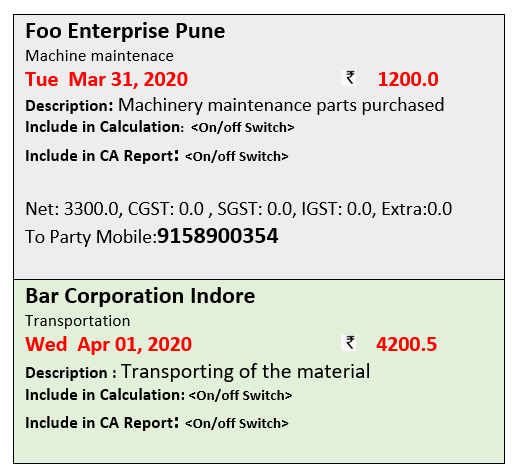 Foo Enterprise Pune
Machine maintenace
Tue Mar 31, 2020 ₹ 1200.0
Description: Machinery maintenance parts purchased
Include in Calculation: <On/off Switch>
Include in CA Report: <On/off Switch>
Net: 3300.0, CGST: 0.0 , SGST: 0.0, IGST: 0.0, Extra:0.0
To Party Mobile:9158900354
Bar Corporation Indore
Transportation
Wed Apr 01, 2020 ₹ 4200.5
Description : Transporting of the material
Include in Calculation: <On/off Switch>
Include in CA Report: <On/off Switch>